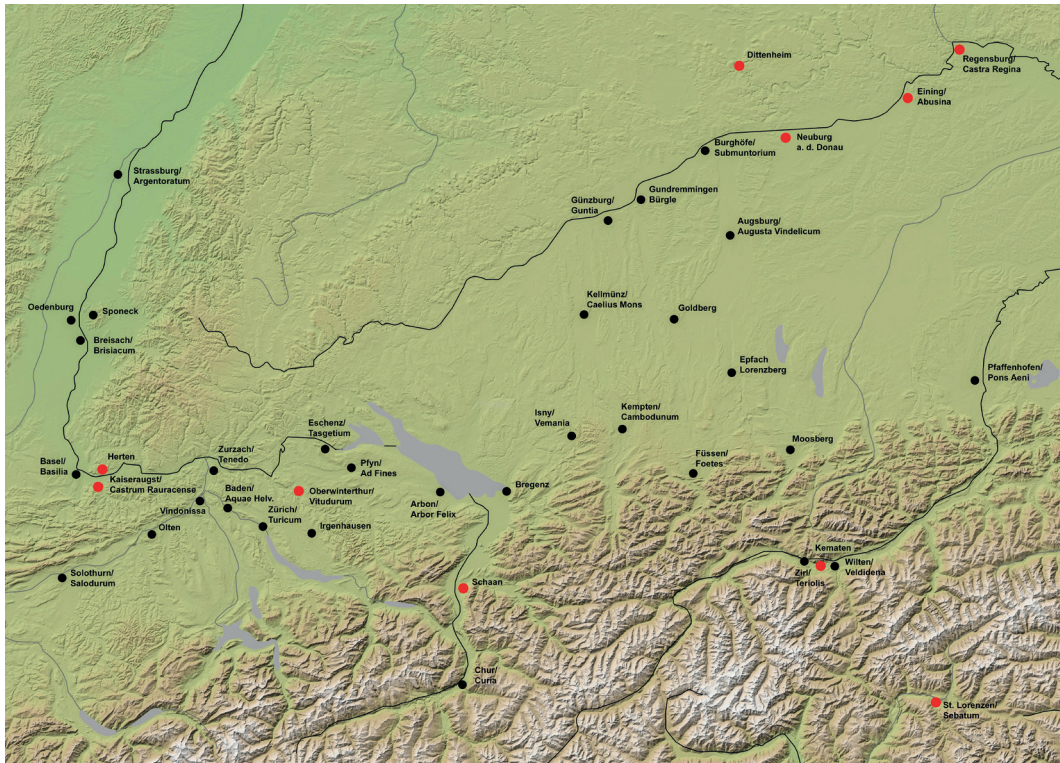 Dittenheim
Regensburg/
Castra Regina
Eining/
Abusina
Neuburg
a. d. Donau
Burghöfe/
Submuntorium
Strassburg/
Argentoratum
Gundremmingen
Bürgle
Günzburg/
Guntia
Augsburg/
Augusta Vindelicum
Kellmünz/
Caelius Mons
Goldberg
Oedenburg
Sponeck
Breisach/
Brisiacum
Epfach
Lorenzberg
Pfaffenhofen/
Pons Aeni
Isny/
Vemania
Kempten/
Cambodunum
Eschenz/
Tasgetium
Moosberg
Füssen/
Foetes
Basel/
Basilia
Herten
Zurzach/
Tenedo
Pfyn/
Ad Fines
Kaiseraugst/
Castrum Rauracense
Baden/
Aquae Helv.
Oberwinterthur/
Vitudurum
Arbon/
Arbor Felix
Bregenz
Vindonissa
Zürich/
Turicum
Irgenhausen
Olten
Solothurn/
Salodurum
Kematen
Zirl/
Teriolis
Wilten/
Veldidena
Schaan
Chur/
Curia
St. Lorenzen/
Sebatum